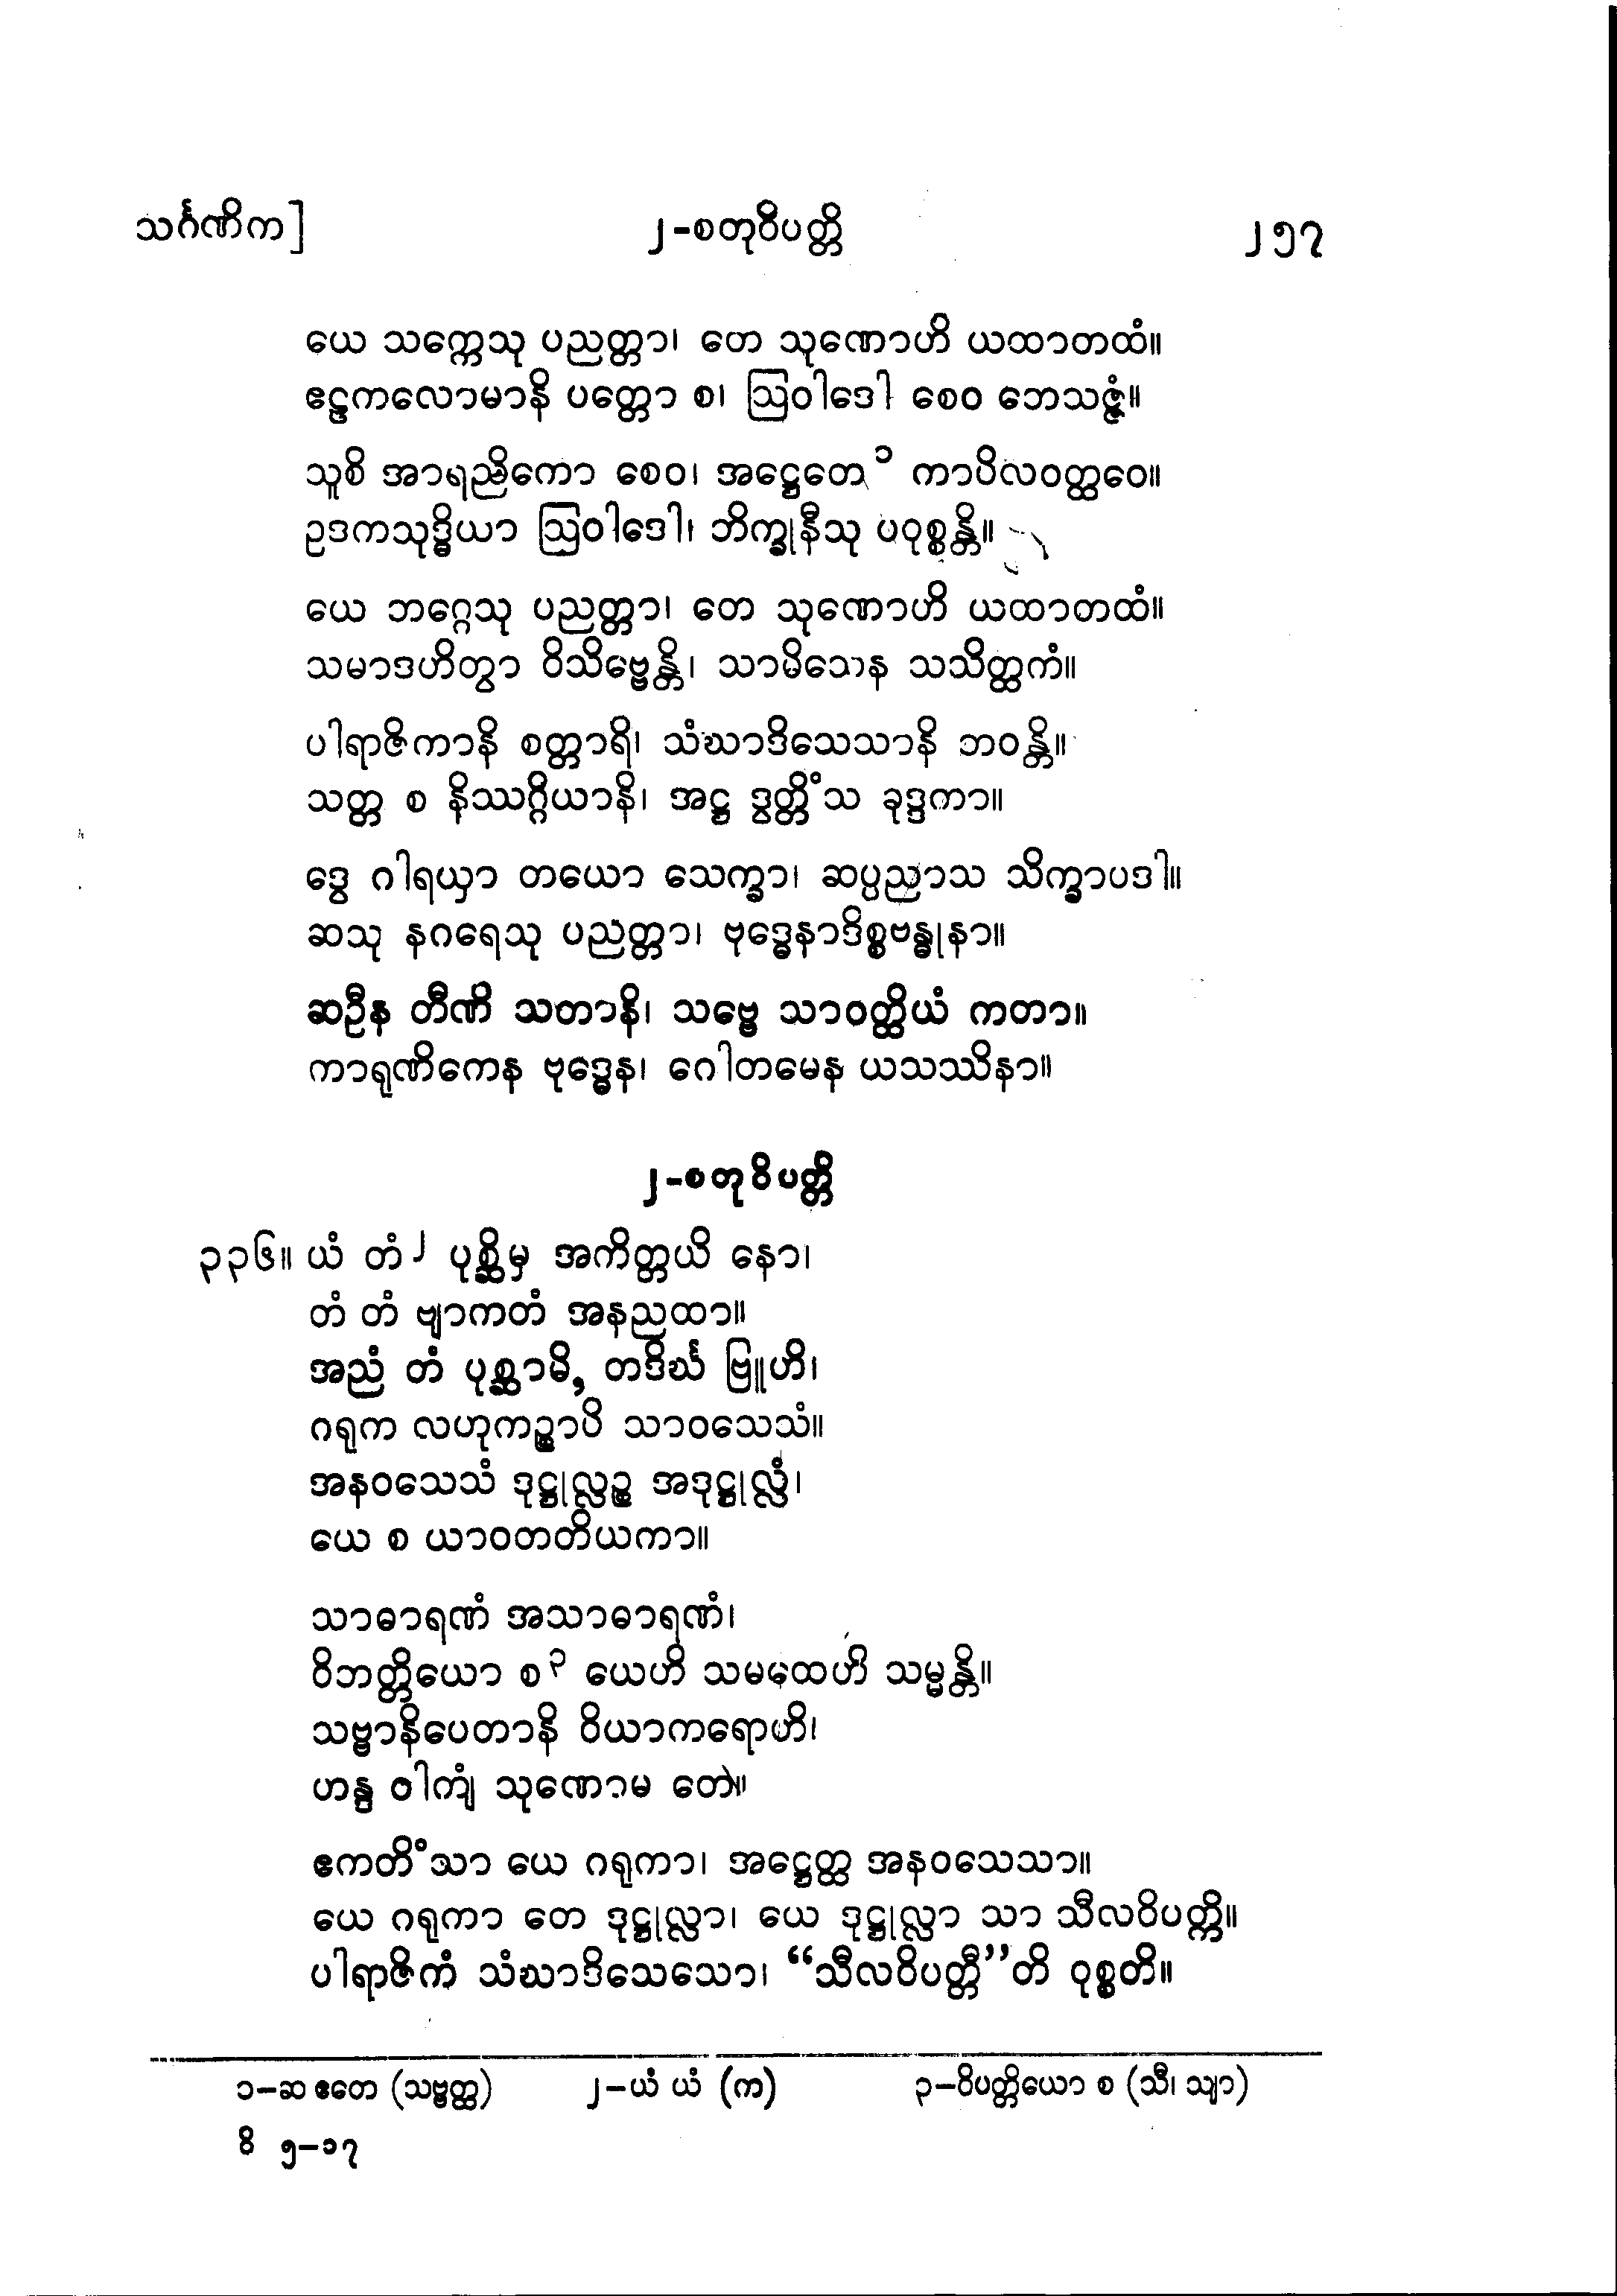 သင်္ဂဏိက]
၂-စတုဝိပတ္တိ
၂၅၇
ယေ သက္ကေသု ပညတ္တာ၊ တေ သုဏောဟိ ယထာတထံ။
ဧဠကလောမာနိ ပတ္တော စ၊ ဩဝါဒေါ စေဝ ဘေသဇ္ဇံ။
သူစိ အာရညိကော စေဝ၊ အဋ္ဌေတေ ၁ ကာပိလဝတ္ထဝေ။
ဥဒကသုဒ္ဓိယာ ဩဝါဒေါ၊ ဘိက္ခုနီသု ပဝုစ္စန္တိ။
ယေ ဘဂ္ဂေသု ပညတ္တာ၊ တေ သုဏောဟိ ယထာတထံ။
သမာဒဟိတွာ ဝိသိဗ္ဗေန္တိ၊ သာမိသေန သသိတ္ထကံ။
ပါရာဇိကာနိ စတ္တာရိ၊ သံဃာဒိသေသာနိ ဘဝန္တိ။
သတ္တ စ နိဿဂ္ဂိယာနိ၊ အဋ္ဌ ဒွတ္တိံသ ခုဒ္ဒကာ။
ဒွေ ဂါရယှာ တယော သေက္ခာ၊ ဆပ္ပညာသ သိက္ခာပဒါ။
ဆသု နဂရေသု ပညတ္တာ၊ ဗုဒ္ဓေနာဒိစ္စဗန္ဓုနာ။
ဆဦန တီဏိ သတာနိ၊ သဗ္ဗေ သာဝတ္ထိယံ ကတာ။
ကာရုဏိကေန ဗုဒ္ဓေန၊ ဂေါတမေန ယသဿိနာ။
၂-စတုဝိပတ္တိ
၃၃၆။ ယံ တံ ၂ ပုစ္ဆိမှ အကိတ္တယိ နော၊
တံ တံ ဗျာကတံ အနညထာ။
အညံ တံ ပုစ္ဆာမိ, တဒိင်္ဃ ဗြူဟိ၊
ဂရုက လဟုကဉ္စာပိ သာဝသေသံ။
အနဝသေသံ ဒုဋ္ဌုလ္လဉ္စ အဒုဋ္ဌုလ္လံ၊
ယေ စ ယာဝတတိယကာ။
သာဓာရဏံ အသာဓာရဏံ၊
ဝိဘတ္တိယော စ ၃ ယေဟိ သမထေဟိ သမ္မန္တိ။
သဗ္ဗာနိပေတာနိ ဝိယာကရောဟိ၊
ဟန္ဒ ဝါကျံ သုဏောမ တေ။
ဧကတိံသာ ယေ ဂရုကာ၊ အဋ္ဌေတ္ထ အနဝသေသာ။
ယေ ဂရုကာ တေ ဒုဋ္ဌုလ္လာ၊ ယေ ဒုဋ္ဌုလ္လာ သာ သီလဝိပတ္တိ။
ပါရာဇိကံ သံဃာဒိသေသော၊ “သီလဝိပတ္တီ”တိ ဝုစ္စတိ။
၁–ဆ ဧတေ (သဗ္ဗတ္ထ)
၂–ယံ ယံ (က)
၃–ဝိပတ္တိယော စ (သီ၊ သျာ)
ဝိ ၅–၁၇